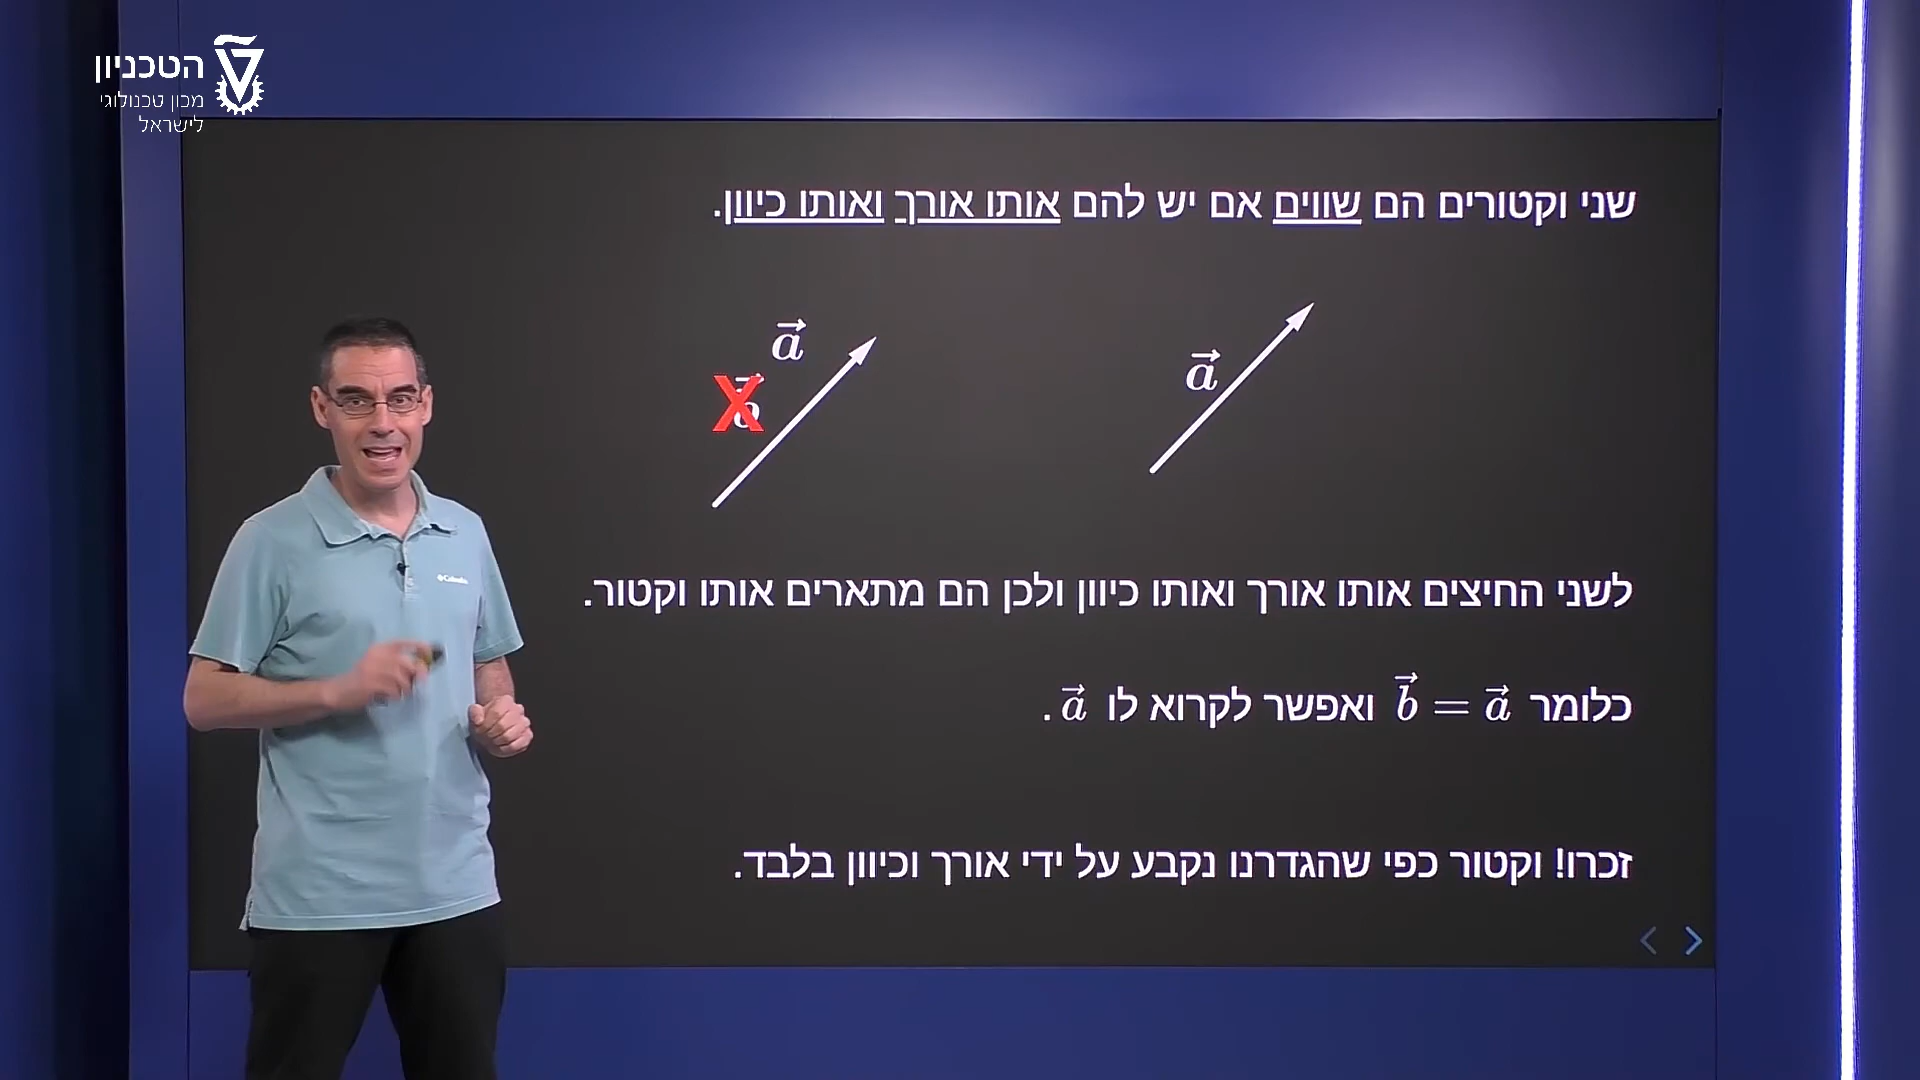 הטכניון
מכון טכנולוגי
לישראל
שני וקטורים הם שווים אם יש להם אותו אורך ואותו כיוון.
a⃗
a⃗
X
לשני החיצים אותו אורך ואותו כיוון ולכן הם מתארים אותו וקטור.
כלומר b⃗ = a⃗ ואפשר לקרוא לו a⃗ .
זכרו! וקטור כפי שהגדרנו נקבע על ידי אורך וכיוון בלבד.